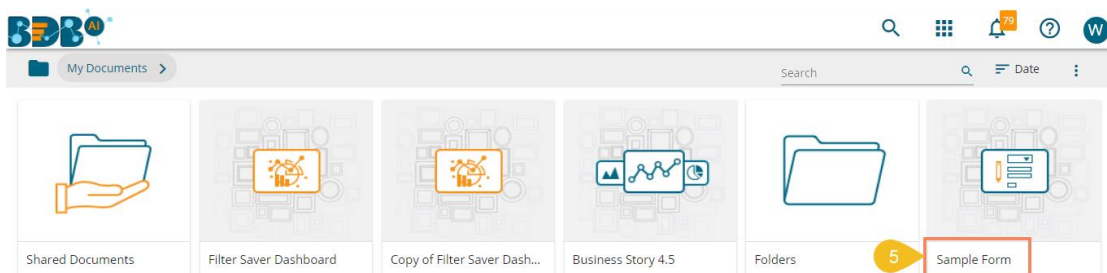 BDB AI
79
W
My Documents
Search
Date
Shared Documents
Filter Saver Dashboard
Copy of Filter Saver Dash...
Business Story 4.5
Folders
5
Sample Form